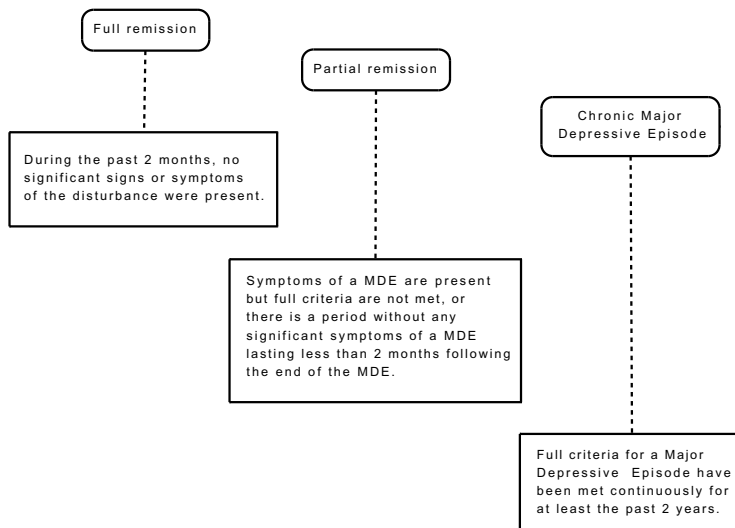 Full remission
Partial remission
Chronic Major
Depressive Episode
During the past 2 months, no
significant signs or symptoms
of the disturbance were present.
Symptoms of a MDE are present
but full criteria are not met, or
there is a period without any
significant symptoms of a MDE
lasting less than 2 months following
the end of the MDE.
Full criteria for a Major
Depressive Episode have
been met continuously for
at least the past 2 years.